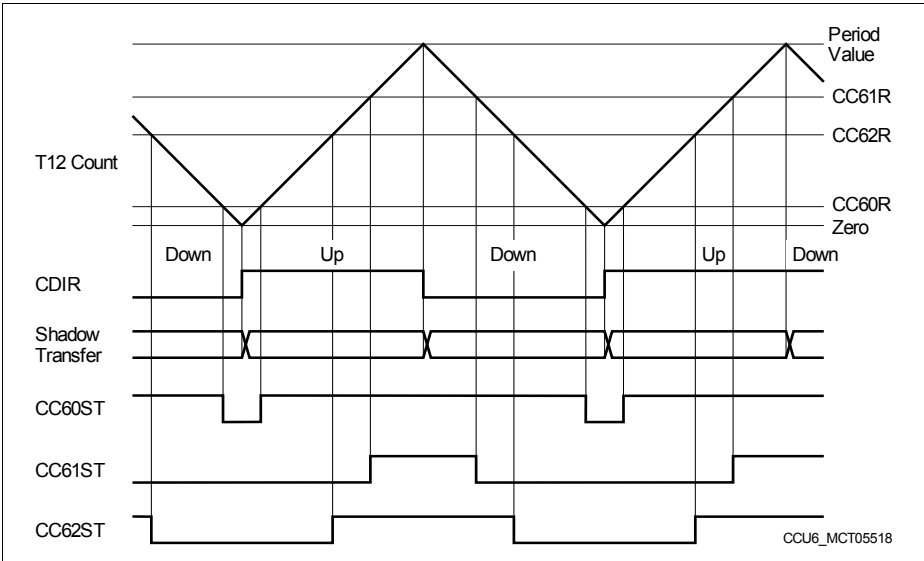 Period
Value
CC61R
CC62R
T12 Count
CC60R
Zero
Down Up Down Up Down
CDIR
Shadow
Transfer
CC60ST
CC61ST
CC62ST
CCU6_MCT05518